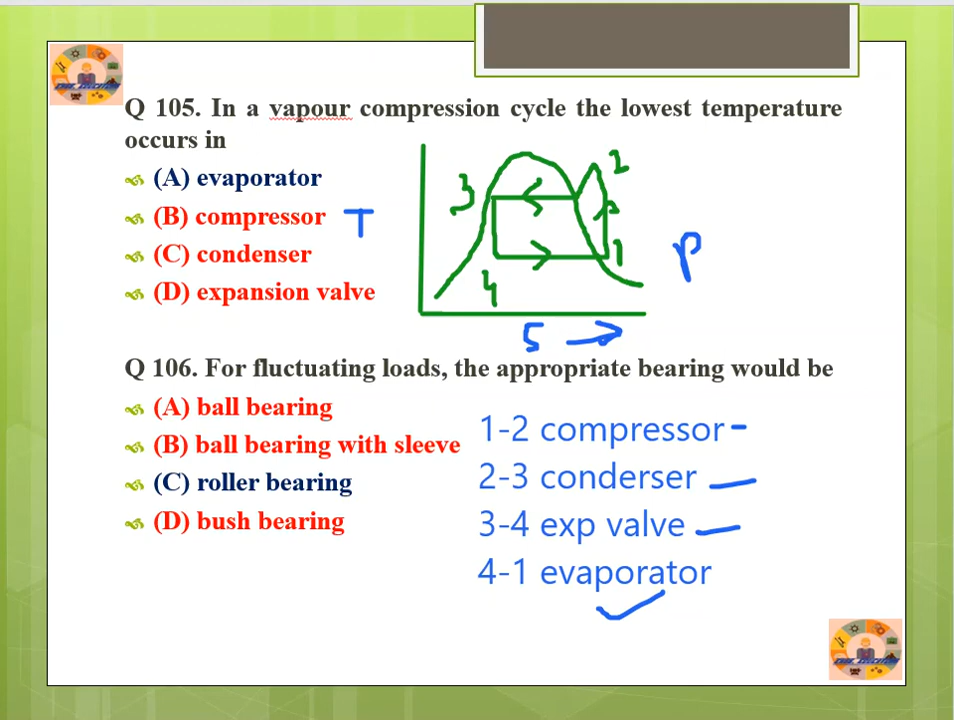 Q 105. In a vapour compression cycle the lowest temperature
occurs in
(A) evaporator
(B) compressor
(C) condenser
(D) expansion valve
T
3
2
1
4
P
S
Q 106. For fluctuating loads, the appropriate bearing would be
(A) ball bearing
(B) ball bearing with sleeve
(C) roller bearing
(D) bush bearing
1-2 compressor
2-3 conderser
3-4 exp valve
4-1 evaporator